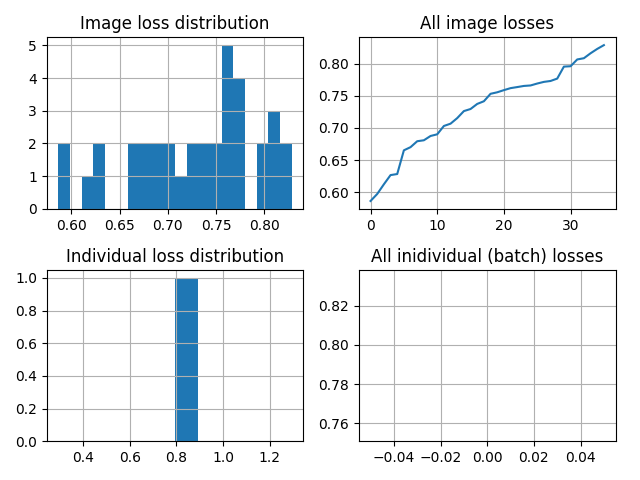 Image loss distribution
5
4
3
2
1
0
0.60 0.65 0.70 0.75 0.80
All image losses
0.80
0.75
0.70
0.65
0.60
0 10 20 30
Individual loss distribution
1.0
0.8
0.6
0.4
0.2
0.0
0.4 0.6 0.8 1.0 1.2
All inidividual (batch) losses
0.82
0.80
0.78
0.76
−0.04 −0.02 0.00 0.02 0.04